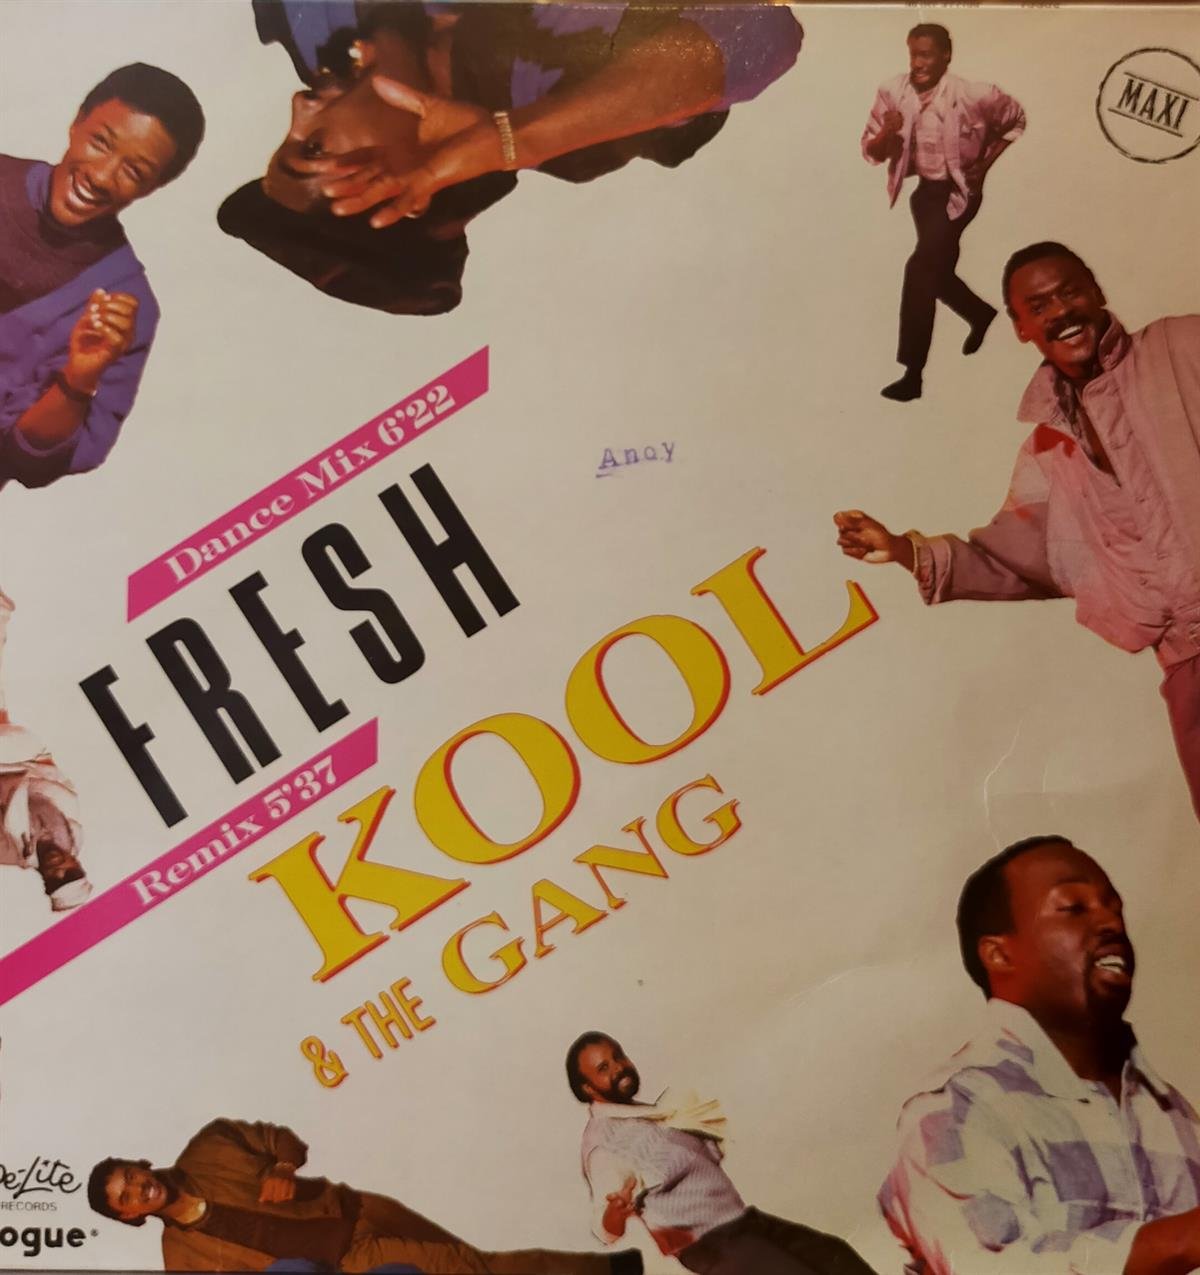 MAXI
Dance Mix 6'22
FRESH
Remix 5'37
KOOL
& THE GANG
Andy
De-Lite
RECORDS
ogue